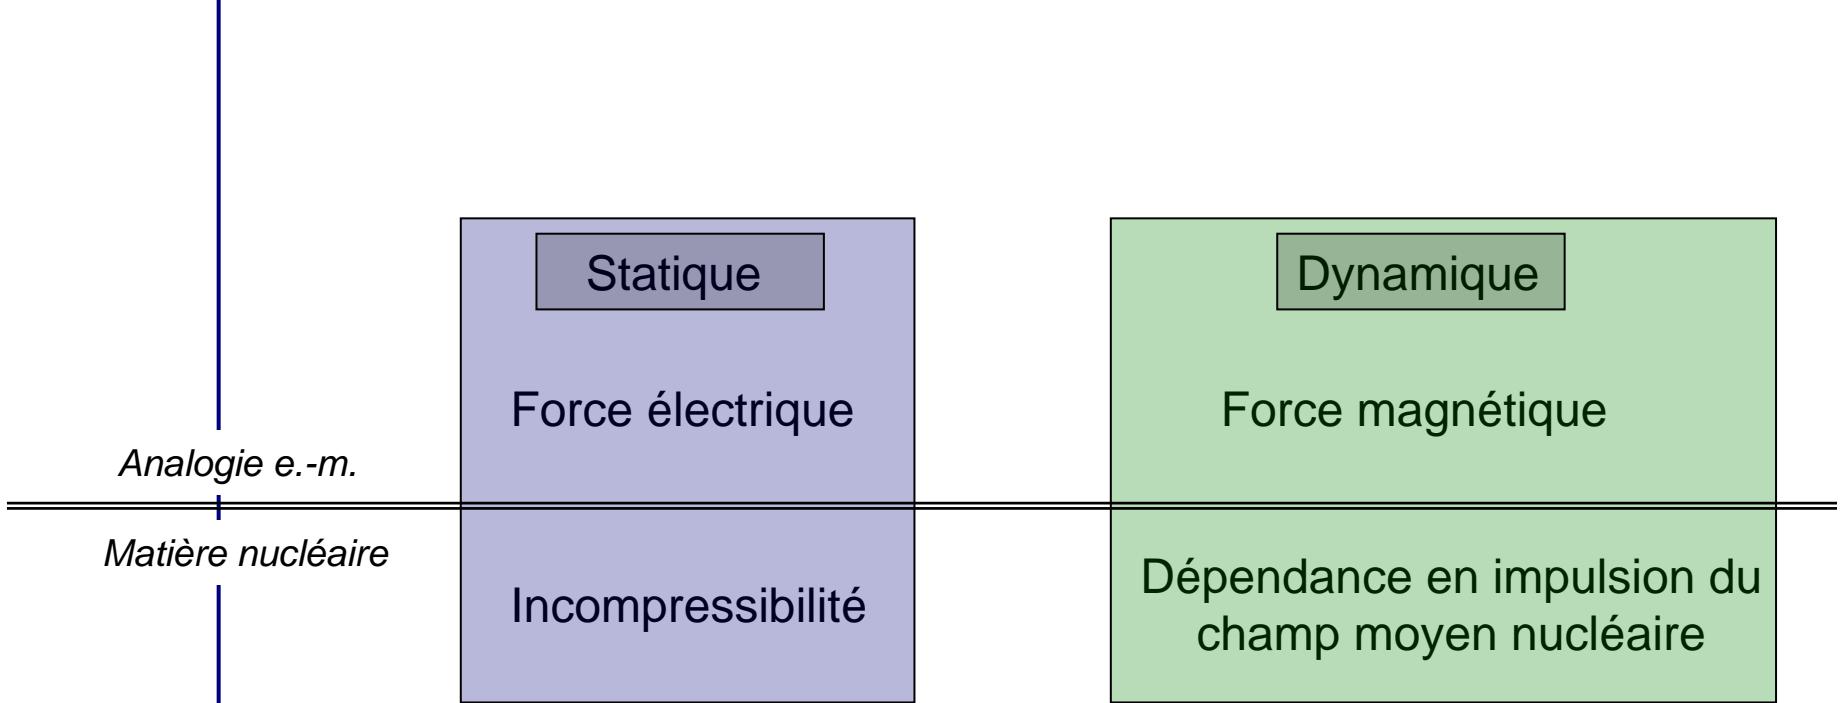 Statique
Dynamique
Force électrique
Force magnétique
Analogie e.-m.
Matière nucléaire
Incompressibilité
Dépendance en impulsion du
champ moyen nucléaire